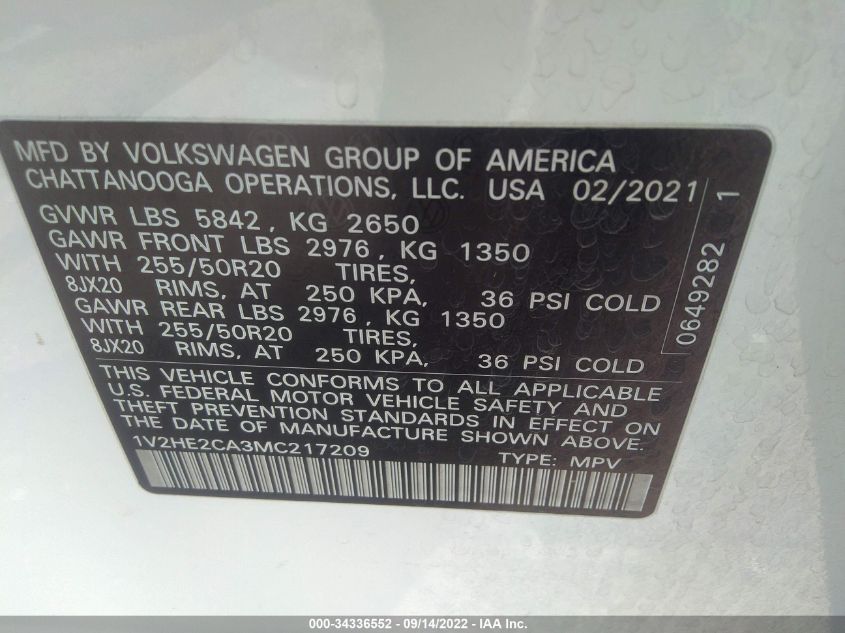 MFD BY VOLKSWAGEN GROUP OF AMERICA
CHATTANOOGA OPERATIONS, LLC. USA 02/2021
GVWR LBS 5842, KG 2650
GAWR FRONT LBS 2976, KG 1350
WITH 255/50R20 TIRES,
8JX20 RIMS, AT 250 KPA, 36 PSI COLD
GAWR REAR LBS 2976, KG 1350
WITH 255/50R20 TIRES,
8JX20 RIMS, AT 250 KPA, 36 PSI COLD
THIS VEHICLE CONFORMS TO ALL APPLICABLE
U.S. FEDERAL MOTOR VEHICLE SAFETY AND
THEFT PREVENTION STANDARDS IN EFFECT ON
THE DATE OF MANUFACTURE SHOWN ABOVE.
1V2HE2CA3MC217209 TYPE: MPV
0649282 1
000-34336552 - 09/14/2022 - IAA Inc.